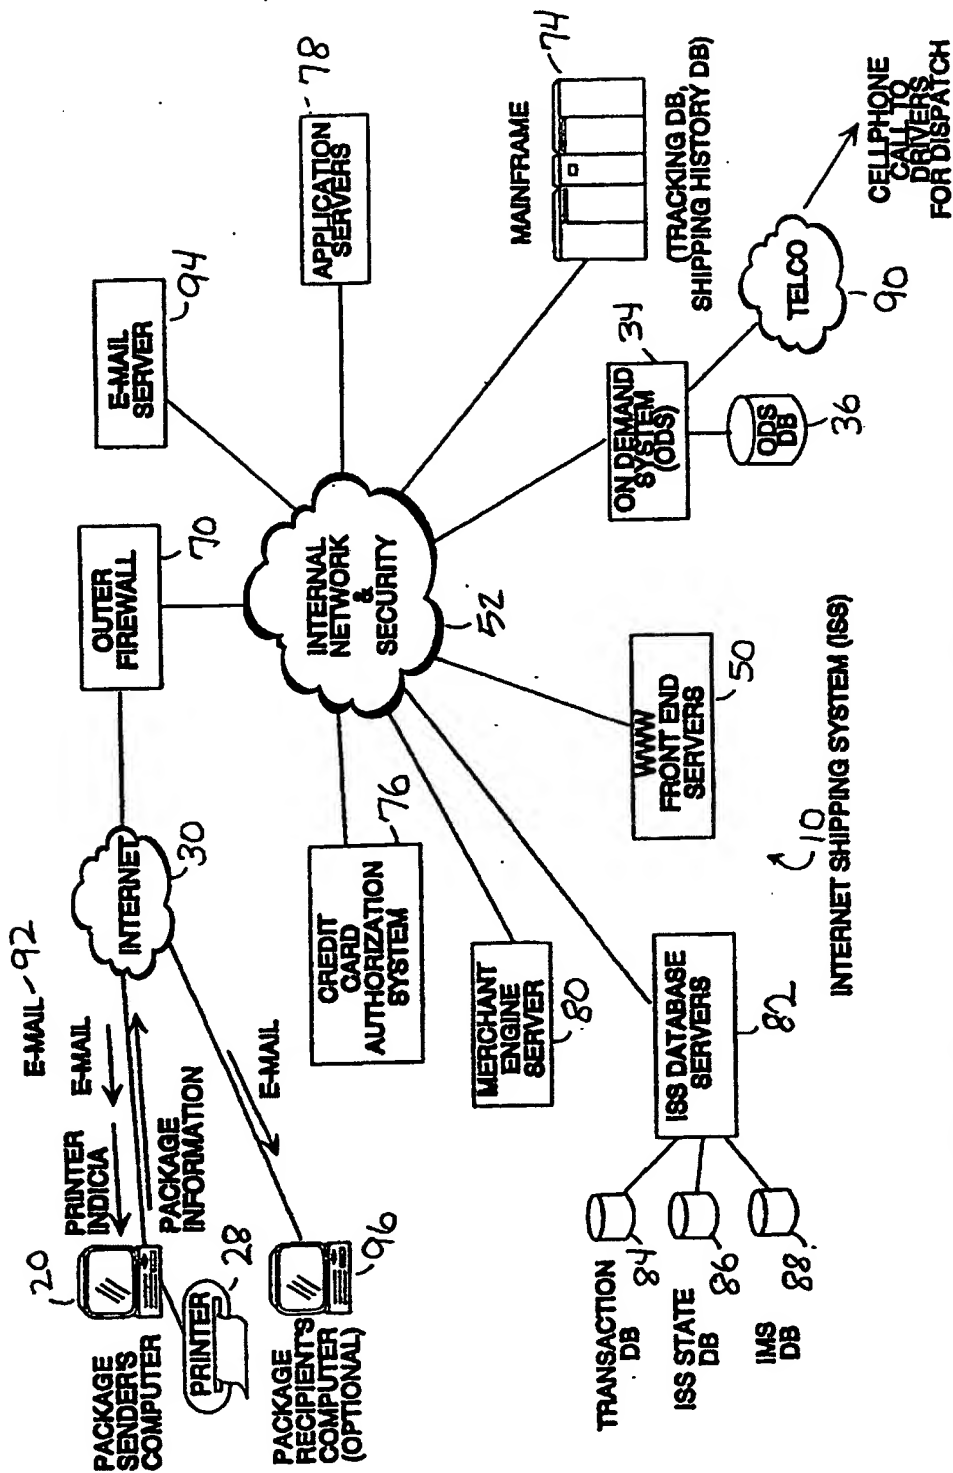 E-MAIL 92
20
PRINTER
INDICIA
E-MAIL
PACKAGE
INFORMATION
PACKAGE
SENDER'S
COMPUTER
PRINTER
28
INTERNET
30
E-MAIL
PACKAGE
RECIPIENT'S
COMPUTER
(OPTIONAL)
96
OUTER
FIREWALL
70
E-MAIL
SERVER
94
APPLICATION
SERVERS
78
INTERNAL
NETWORK
&
SECURITY
52
CREDIT
CARD
AUTHORIZATION
SYSTEM
76
MERCHANT
ENGINE
SERVER
80
MAINFRAME
74
(TRACKING DB,
SHIPPING HISTORY DB)
ON DEMAND
SYSTEM
(ODS)
34
ODS
DB
36
TELCO
90
CELLPHONE
CALL TO
DRIVERS
FOR DISPATCH
WWW
FRONT END
SERVERS
50
ISS DATABASE
SERVERS
82
TRANSACTION
DB
84
ISS STATE
DB
86
IMS
DB
88
10
INTERNET SHIPPING SYSTEM (ISS)